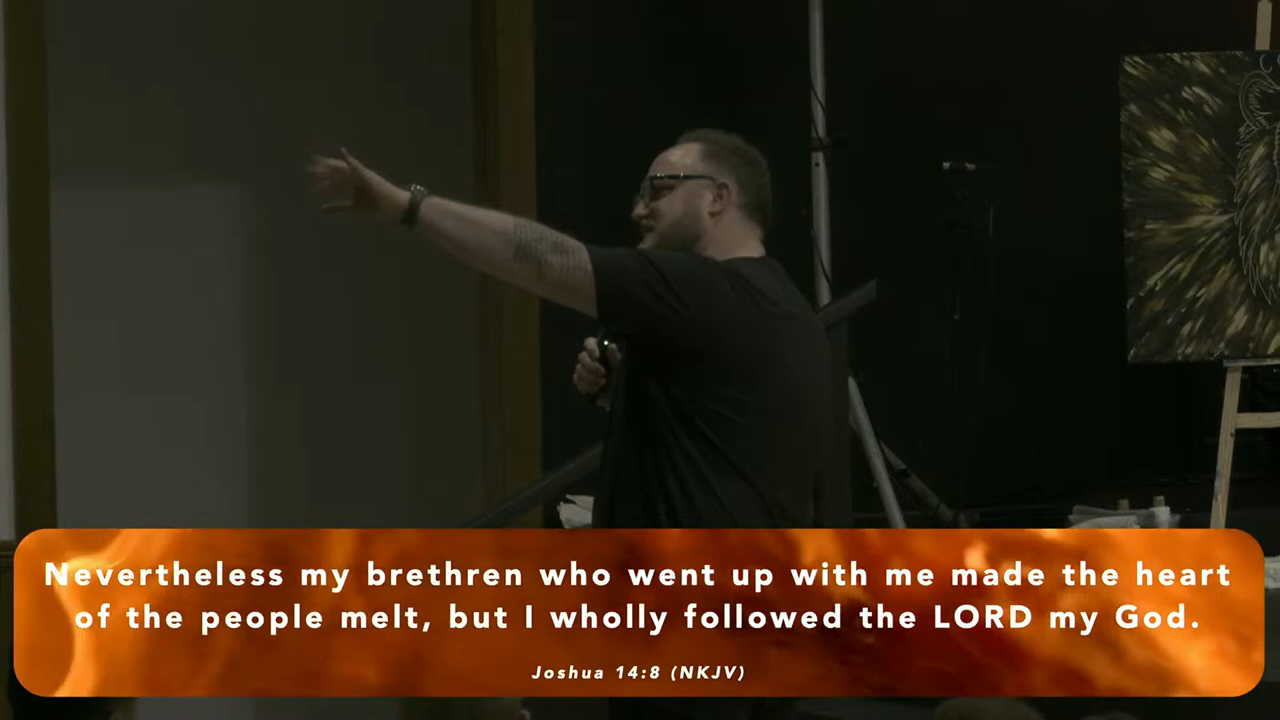 Nevertheless my brethren who went up with me made the heart
of the people melt, but I wholly followed the LORD my God.
Joshua 14:8 (NKJV)